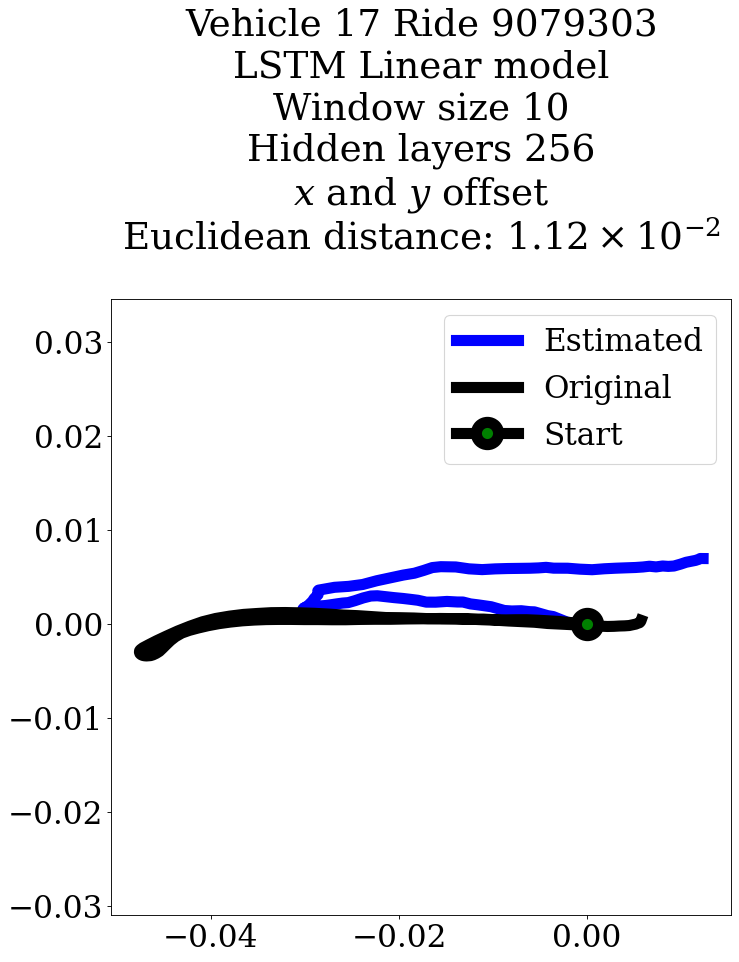 Vehicle 17 Ride 9079303
LSTM Linear model
Window size 10
Hidden layers 256
x and y offset
Euclidean distance: 1.12 × 10⁻²
Estimated
Original
Start
0.03
0.02
0.01
0.00
−0.01
−0.02
−0.03
−0.04
−0.02
0.00